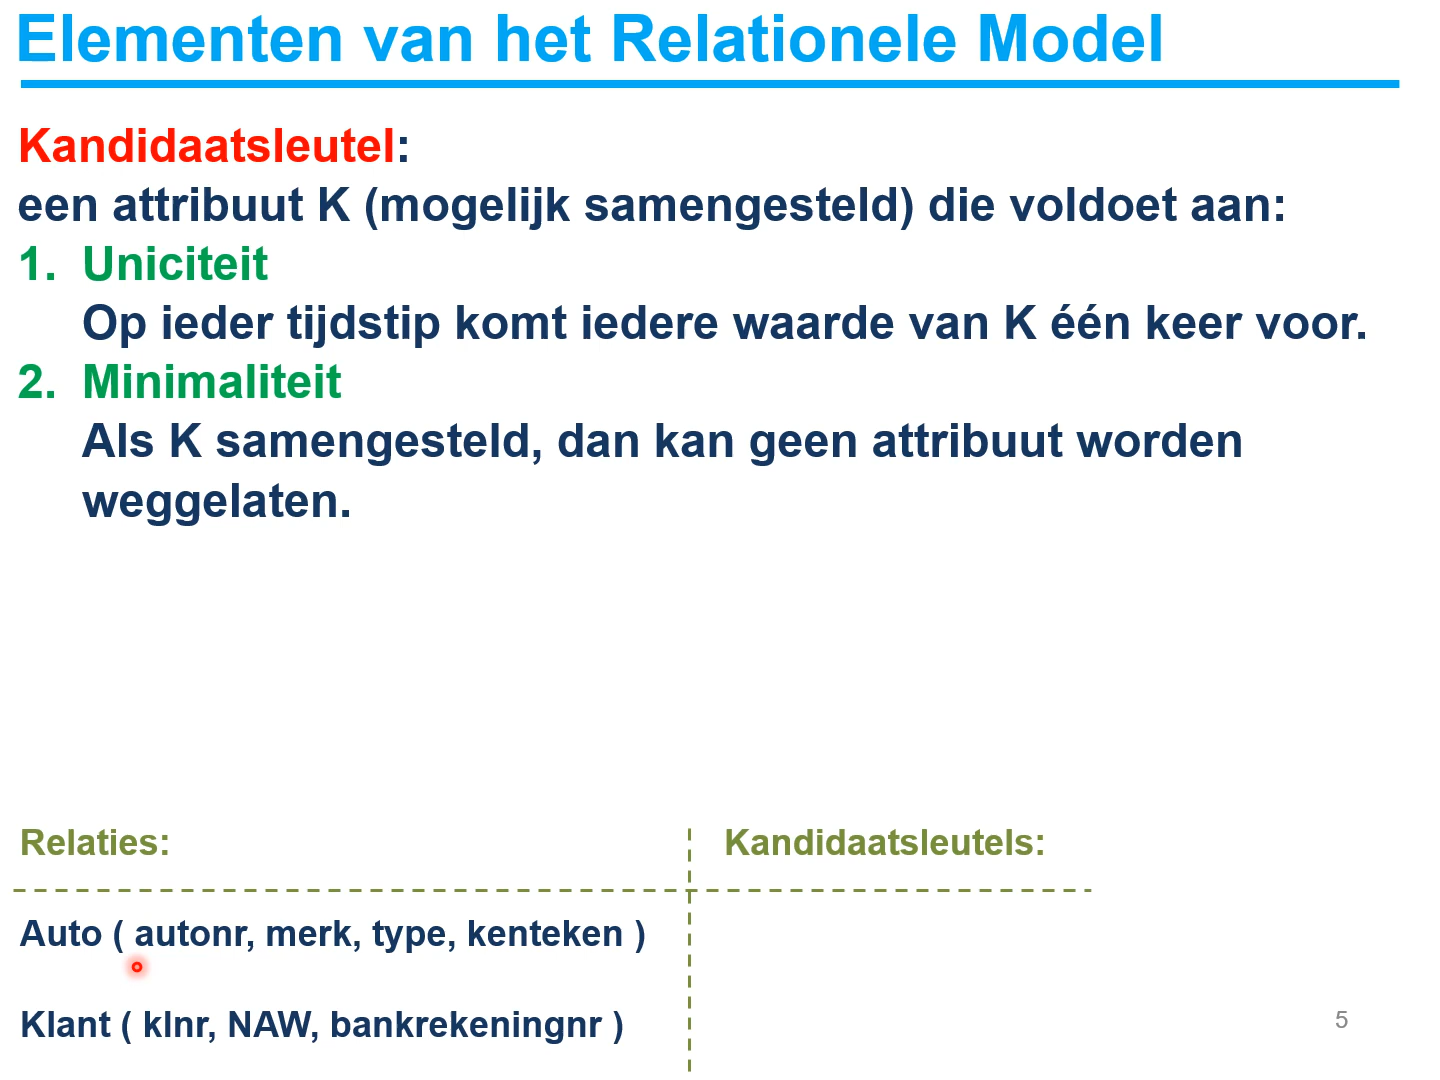 Elementen van het Relationele Model
Kandidaatsleutel:
een attribuut K (mogelijk samengesteld) die voldoet aan:
1. Uniciteit
Op ieder tijdstip komt iedere waarde van K één keer voor.
2. Minimaliteit
Als K samengesteld, dan kan geen attribuut worden
weggelaten.
Relaties:
Kandidaatsleutels:
Auto ( autonr, merk, type, kenteken )
Klant ( klnr, NAW, bankrekeningnr )
5